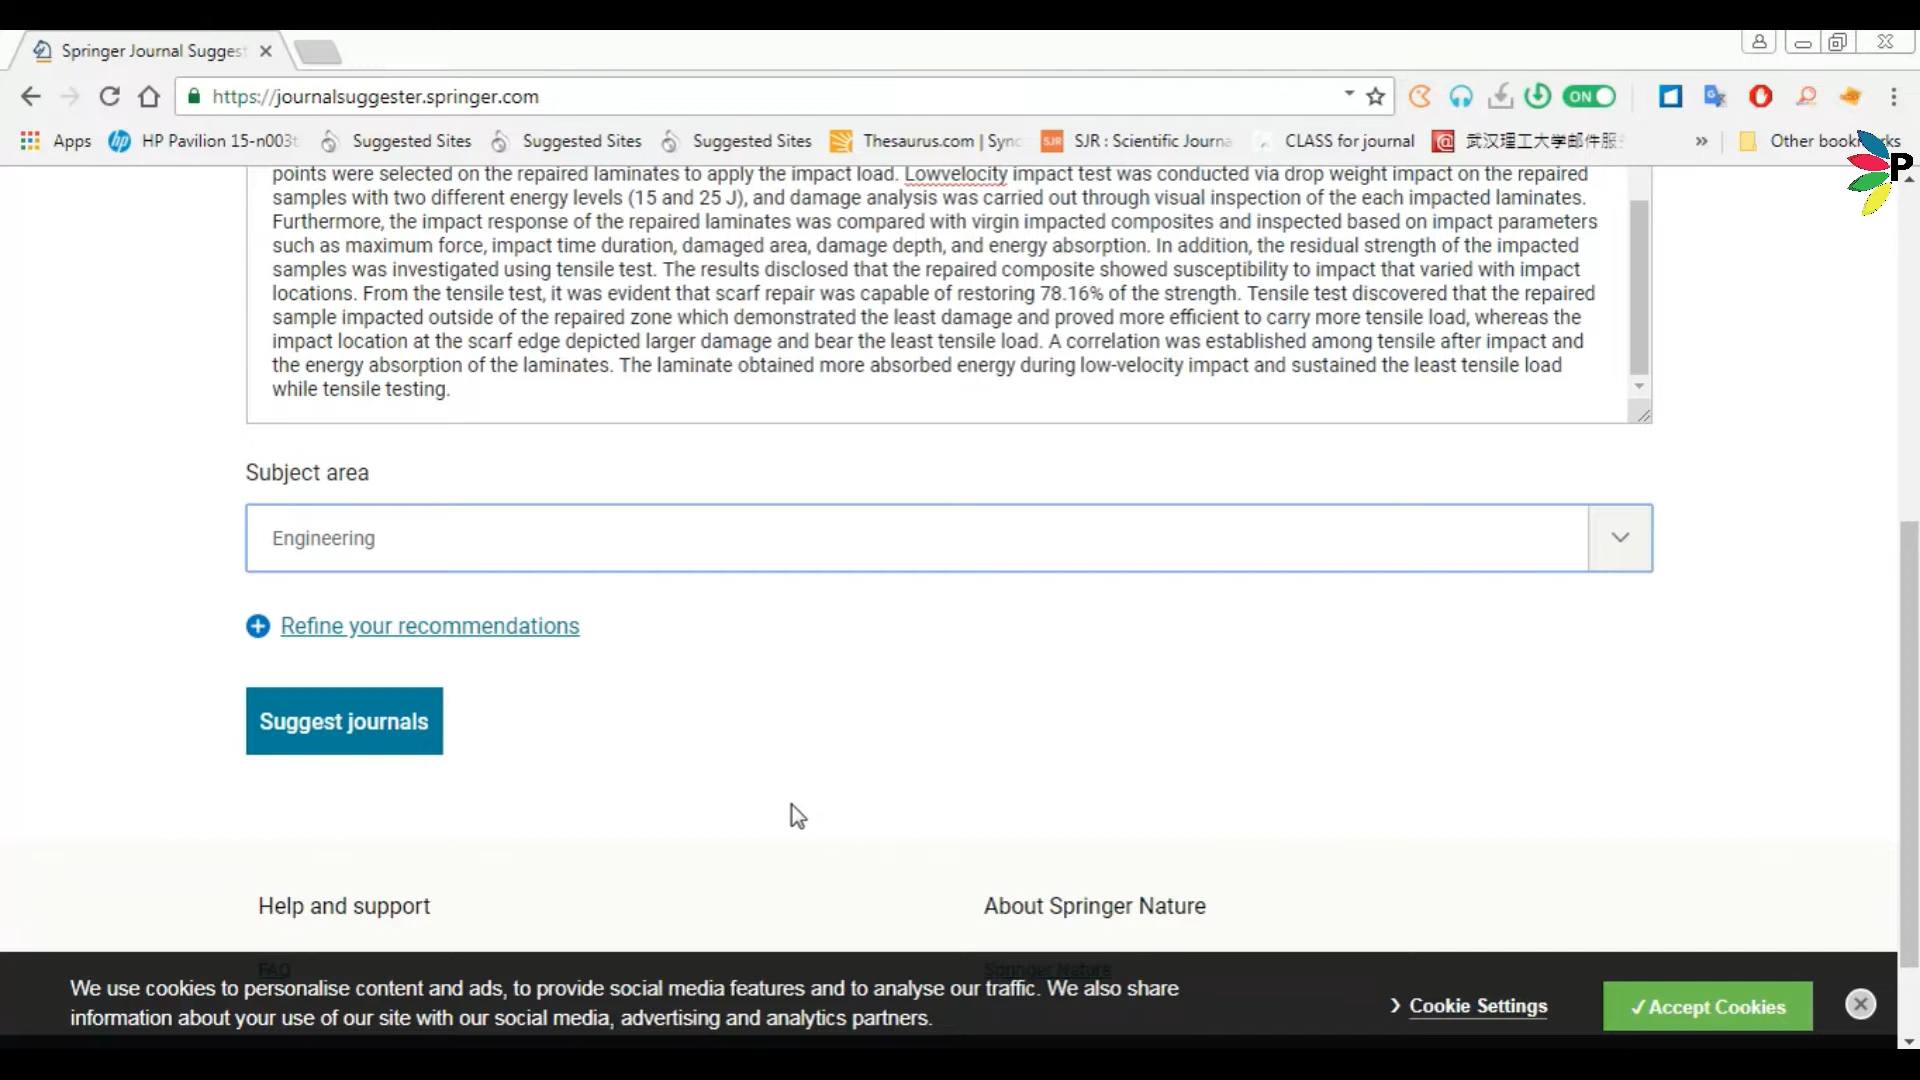 Springer Journal Sugges
https://journalsuggester.springer.com
ON
Apps HP Pavilion 15-n003t Suggested Sites Suggested Sites Suggested Sites Thesaurus.com | Sync SJR SJR : Scientific Journa CLASS for journal 武汉理工大学邮件服 » Other bookmarks
P
points were selected on the repaired laminates to apply the impact load. Lowvelocity impact test was conducted via drop weight impact on the repaired
samples with two different energy levels (15 and 25 J), and damage analysis was carried out through visual inspection of the each impacted laminates.
Furthermore, the impact response of the repaired laminates was compared with virgin impacted composites and inspected based on impact parameters
such as maximum force, impact time duration, damaged area, damage depth, and energy absorption. In addition, the residual strength of the impacted
samples was investigated using tensile test. The results disclosed that the repaired composite showed susceptibility to impact that varied with impact
locations. From the tensile test, it was evident that scarf repair was capable of restoring 78.16% of the strength. Tensile test discovered that the repaired
sample impacted outside of the repaired zone which demonstrated the least damage and proved more efficient to carry more tensile load, whereas the
impact location at the scarf edge depicted larger damage and bear the least tensile load. A correlation was established among tensile after impact and
the energy absorption of the laminates. The laminate obtained more absorbed energy during low-velocity impact and sustained the least tensile load
while tensile testing.
Subject area
Engineering
Refine your recommendations
Suggest journals
Help and support
About Springer Nature
FAQ
Springer Nature
We use cookies to personalise content and ads, to provide social media features and to analyse our traffic. We also share
information about your use of our site with our social media, advertising and analytics partners.
Cookie Settings
✓Accept Cookies